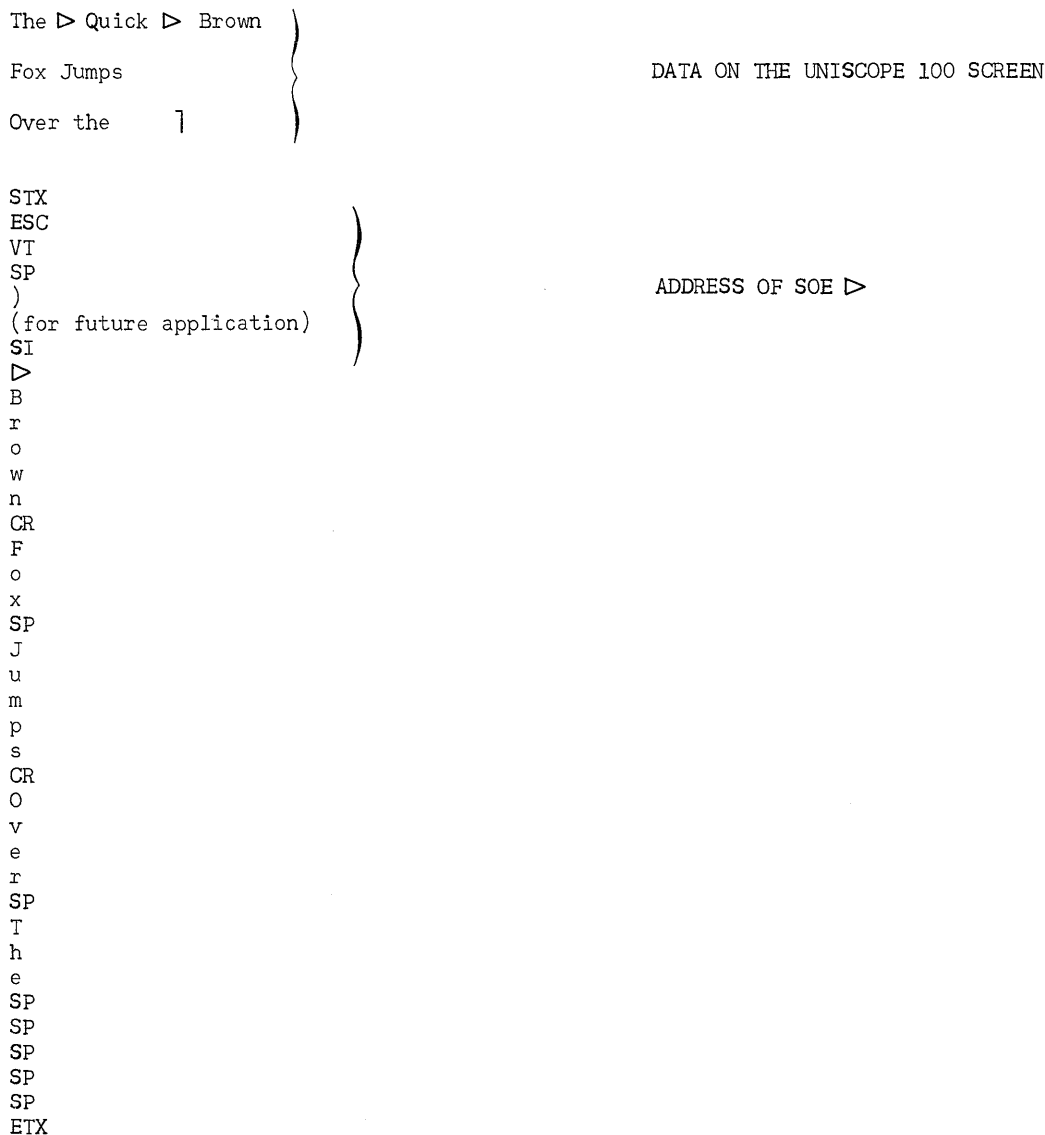 The ▷ Quick ▷ Brown
Fox Jumps
DATA ON THE UNISCOPE 100 SCREEN
Over the ˥
STX
ESC
VT
SP
ADDRESS OF SOE ▷
)
(for future application)
SI
▷
B
r
o
w
n
CR
F
o
x
SP
J
u
m
p
s
CR
O
v
e
r
SP
T
h
e
SP
SP
SP
SP
SP
ETX